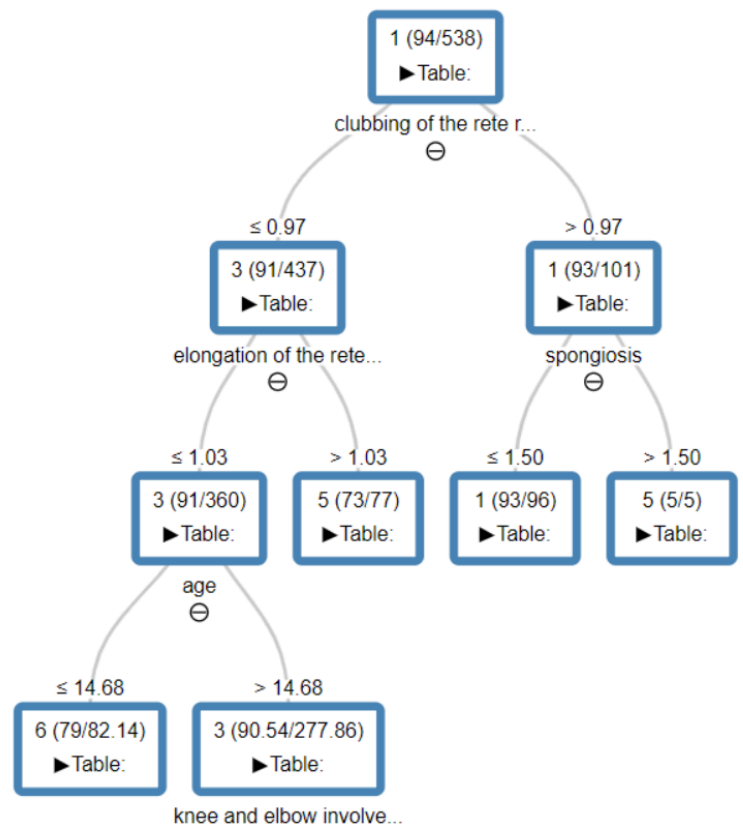 1 (94/538)
►Table:
clubbing of the rete r...
≤ 0.97
> 0.97
3 (91/437)
►Table:
1 (93/101)
►Table:
elongation of the rete...
spongiosis
≤ 1.03
> 1.03
≤ 1.50
> 1.50
3 (91/360)
►Table:
5 (73/77)
►Table:
1 (93/96)
►Table:
5 (5/5)
►Table:
age
≤ 14.68
> 14.68
6 (79/82.14)
►Table:
3 (90.54/277.86)
►Table:
knee and elbow involve...